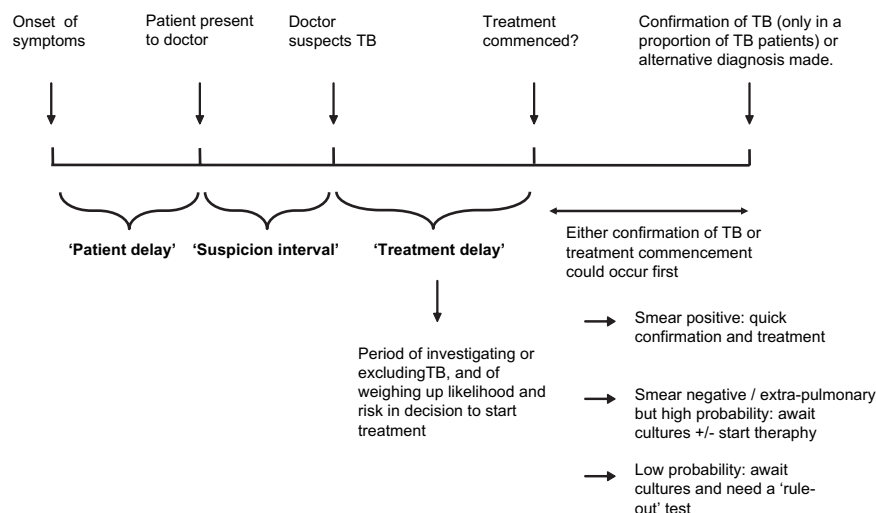 Onset of
symptoms
Patient present
to doctor
Doctor
suspects TB
Treatment
commenced?
Confirmation of TB (only in a
proportion of TB patients) or
alternative diagnosis made.
'Patient delay'
'Suspicion interval'
'Treatment delay'
Either confirmation of TB or
treatment commencement
could occur first
Period of investigating or
excludingTB, and of
weighing up likelihood and
risk in decision to start
treatment
Smear positive: quick
confirmation and treatment
Smear negative / extra-pulmonary
but high probability: await
cultures +/- start theraphy
Low probability: await
cultures and need a 'rule-
out' test